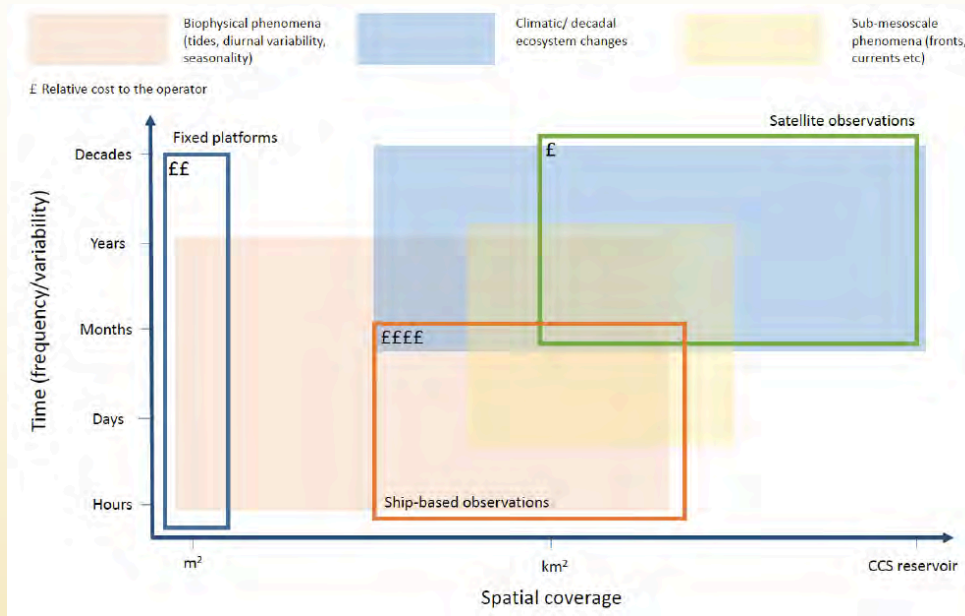 Biophysical phenomena
(tides, diurnal variability,
seasonality)
Climatic/ decadal
ecosystem changes
Sub-mesoscale
phenomena (fronts,
currents etc)
£ Relative cost to the operator
Satellite observations
Fixed platforms
Decades
££
£
Years
Months
££££
Days
Hours
Ship-based observations
Time (frequency/variability)
m²
km²
CCS reservoir
Spatial coverage